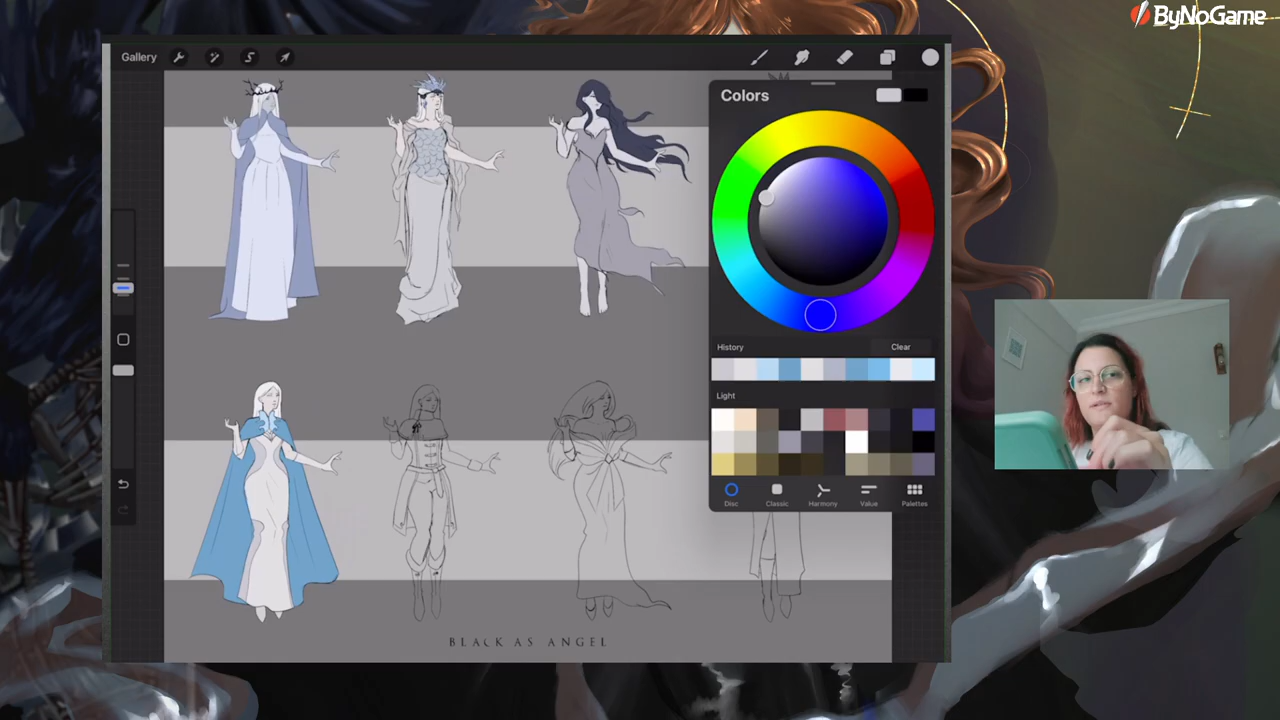 ByNoGame
Gallery
Colors
History
Clear
Light
Disc
Classic
Harmony
Value
Palettes
BLACK AS ANGEL